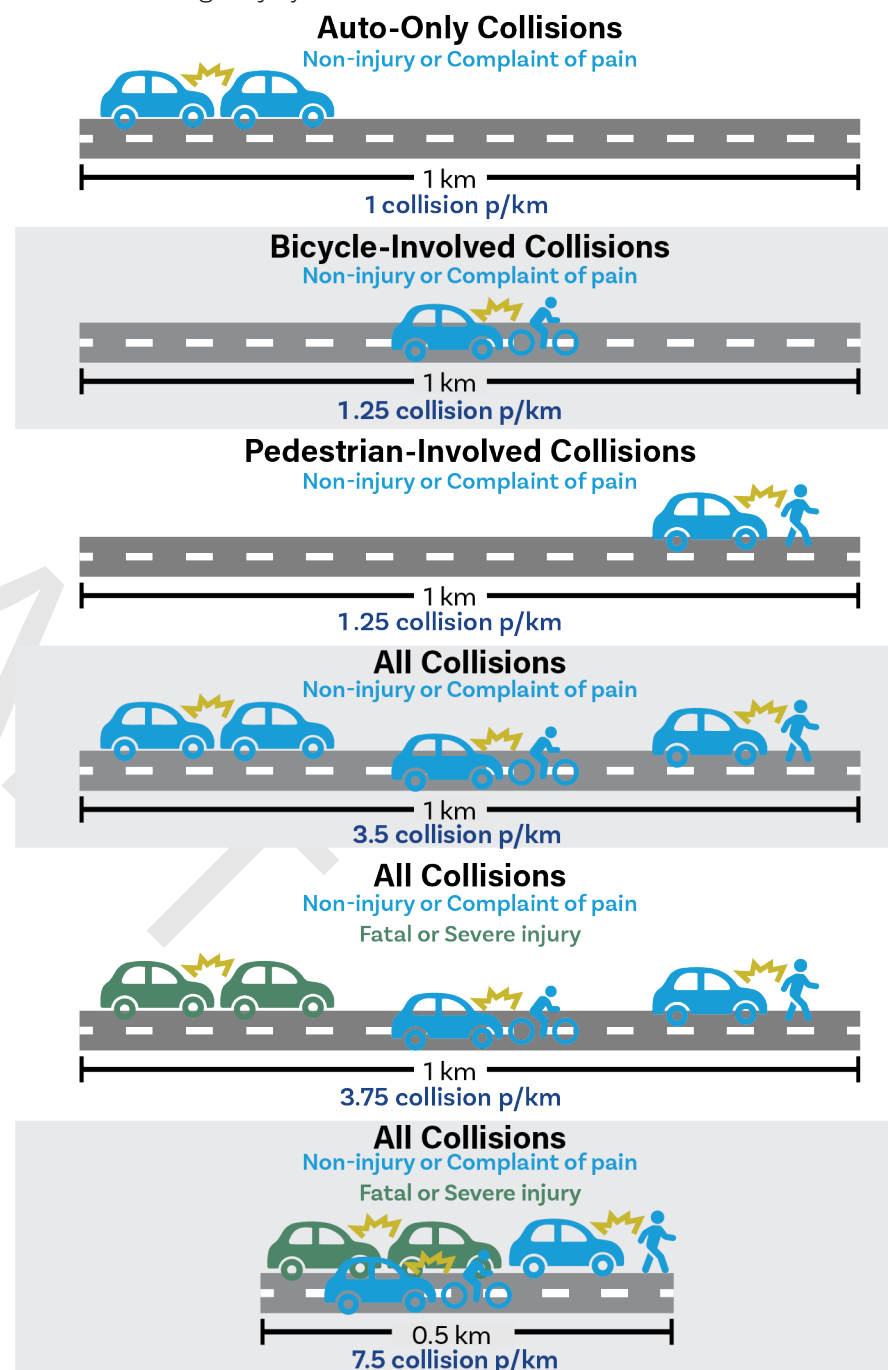 Auto-Only Collisions
Non-injury or Complaint of pain
1 km
1 collision p/km
Bicycle-Involved Collisions
Non-injury or Complaint of pain
1 km
1.25 collision p/km
Pedestrian-Involved Collisions
Non-injury or Complaint of pain
1 km
1.25 collision p/km
All Collisions
Non-injury or Complaint of pain
1 km
3.5 collision p/km
All Collisions
Non-injury or Complaint of pain
Fatal or Severe injury
1 km
3.75 collision p/km
All Collisions
Non-injury or Complaint of pain
Fatal or Severe injury
0.5 km
7.5 collision p/km